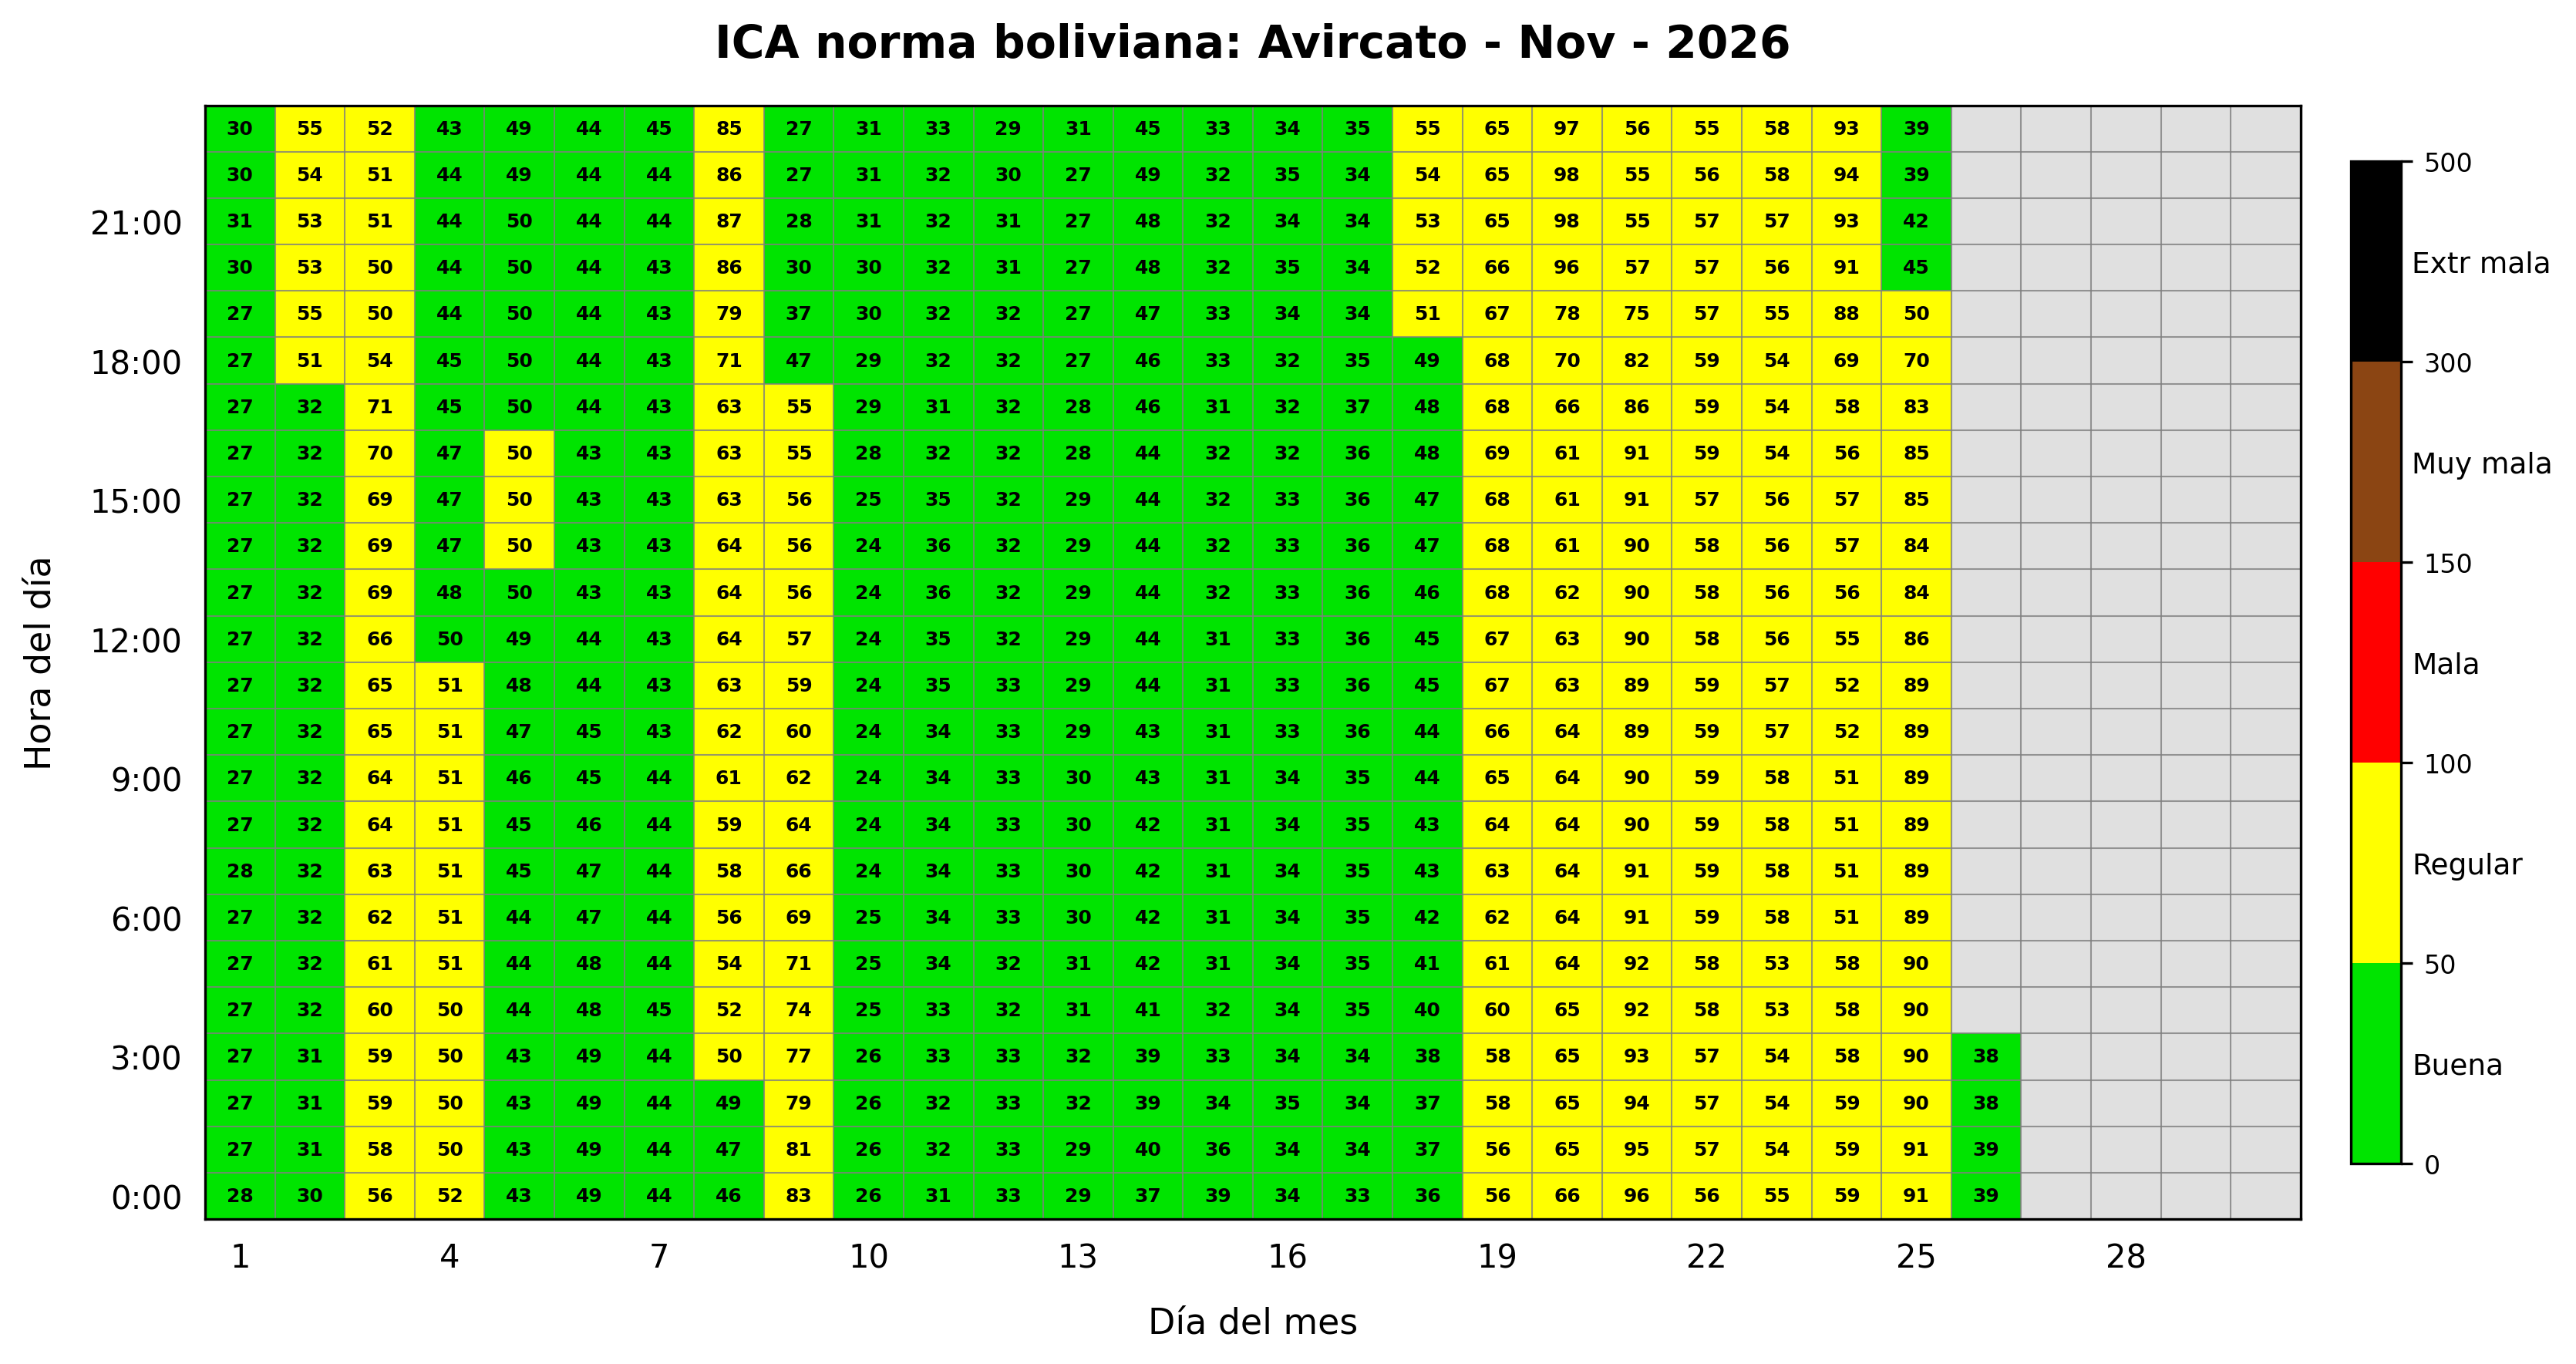 ICA norma boliviana: Avircato - Nov - 2026
30 55 52 43 49 44 45 85 27 31 33 29 31 45 33 34 35 55 65 97 56 55 58 93 39
30 54 51 44 49 44 44 86 27 31 32 30 27 49 32 35 34 54 65 98 55 56 58 94 39
21:00 31 53 51 44 50 44 44 87 28 31 32 31 27 48 32 34 34 53 65 98 55 57 57 93 42
30 53 50 44 50 44 43 86 30 30 32 31 27 48 32 35 34 52 66 96 57 57 56 91 45
27 55 50 44 50 44 43 79 37 30 32 32 27 47 33 34 34 51 67 78 75 57 55 88 50
18:00 27 51 54 45 50 44 43 71 47 29 32 32 27 46 33 32 35 49 68 70 82 59 54 69 70
27 32 71 45 50 44 43 63 55 29 31 32 28 46 31 32 37 48 68 66 86 59 54 58 83
27 32 70 47 50 43 43 63 55 28 32 32 28 44 32 32 36 48 69 61 91 59 54 56 85
15:00 27 32 69 47 50 43 43 63 56 25 35 32 29 44 32 33 36 47 68 61 91 57 56 57 85
27 32 69 47 50 43 43 64 56 24 36 32 29 44 32 33 36 47 68 61 90 58 56 57 84
27 32 69 48 50 43 43 64 56 24 36 32 29 44 32 33 36 46 68 62 90 58 56 56 84
12:00 27 32 66 50 49 44 43 64 57 24 35 32 29 44 31 33 36 45 67 63 90 58 56 55 86
27 32 65 51 48 44 43 63 59 24 35 33 29 44 31 33 36 45 67 63 89 59 57 52 89
27 32 65 51 47 45 43 62 60 24 34 33 29 43 31 33 36 44 66 64 89 59 57 52 89
9:00 27 32 64 51 46 45 44 61 62 24 34 33 30 43 31 34 35 44 65 64 90 59 58 51 89
27 32 64 51 45 46 44 59 64 24 34 33 30 42 31 34 35 43 64 64 90 59 58 51 89
28 32 63 51 45 47 44 58 66 24 34 33 30 42 31 34 35 43 63 64 91 59 58 51 89
6:00 27 32 62 51 44 47 44 56 69 25 34 33 30 42 31 34 35 42 62 64 91 59 58 51 89
27 32 61 51 44 48 44 54 71 25 34 32 31 42 31 34 35 41 61 64 92 58 53 58 90
27 32 60 50 44 48 45 52 74 25 33 32 31 41 32 34 35 40 60 65 92 58 53 58 90
3:00 27 31 59 50 43 49 44 50 77 26 33 33 32 39 33 34 34 38 58 65 93 57 54 58 90 38
27 31 59 50 43 49 44 49 79 26 32 33 32 39 34 35 34 37 58 65 94 57 54 59 90 38
27 31 58 50 43 49 44 47 81 26 32 33 29 40 36 34 34 37 56 65 95 57 54 59 91 39
0:00 28 30 56 52 43 49 44 46 83 26 31 33 29 37 39 34 33 36 56 66 96 56 55 59 91 39
1 4 7 10 13 16 19 22 25 28
Día del mes
Hora del día
500
Extr mala
300
Muy mala
150
Mala
100
Regular
50
Buena
0